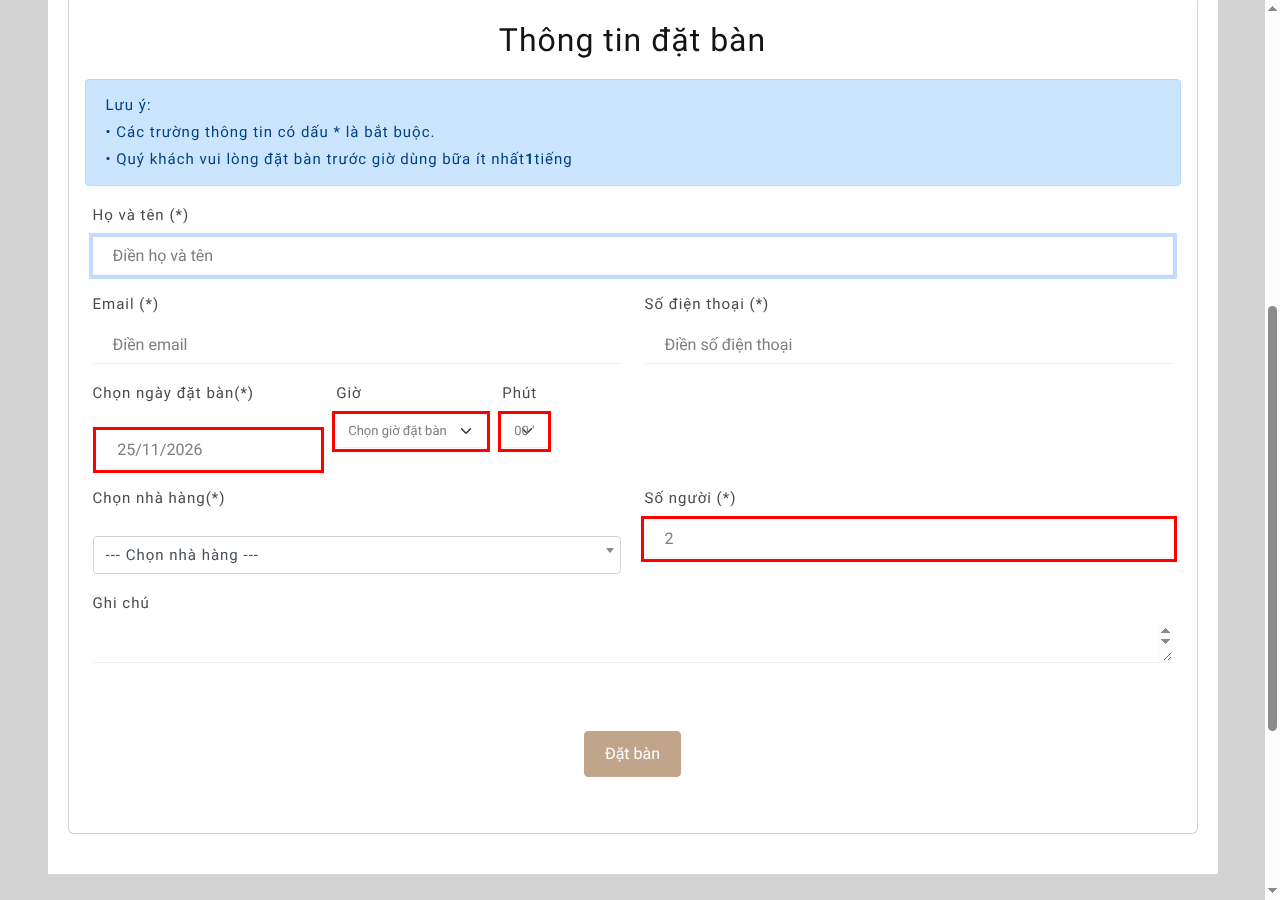 Thông tin đặt bàn
Lưu ý:
• Các trường thông tin có dấu * là bắt buộc.
• Quý khách vui lòng đặt bàn trước giờ dùng bữa ít nhất1tiếng
Họ và tên (*)
Điền họ và tên
Email (*)
Số điện thoại (*)
Điền email
Điền số điện thoại
Chọn ngày đặt bàn(*)
Giờ
Phút
25/11/2026
Chọn giờ đặt bàn
00
Chọn nhà hàng(*)
Số người (*)
--- Chọn nhà hàng ---
2
Ghi chú
Đặt bàn